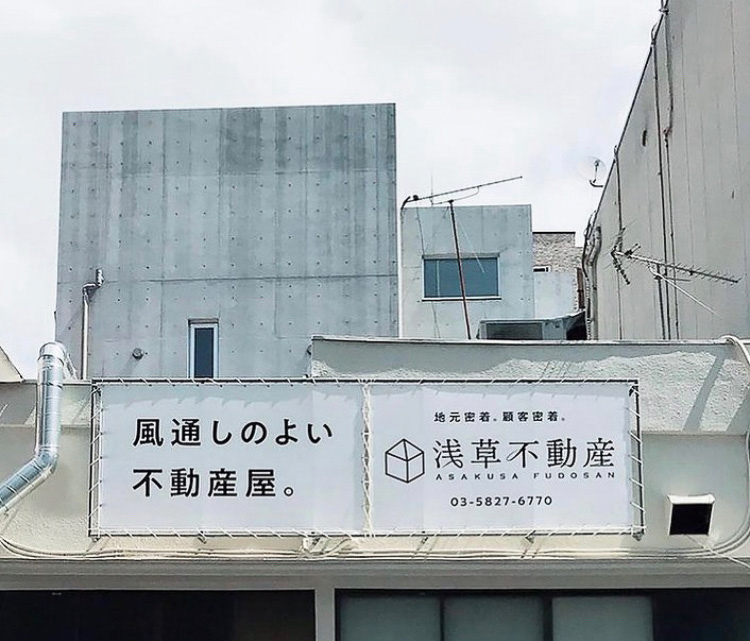 風通しのよい
不動産屋。
地元密着。顧客密着。
浅草不動産
ASAKUSA FUDOSAN
03-5827-6770